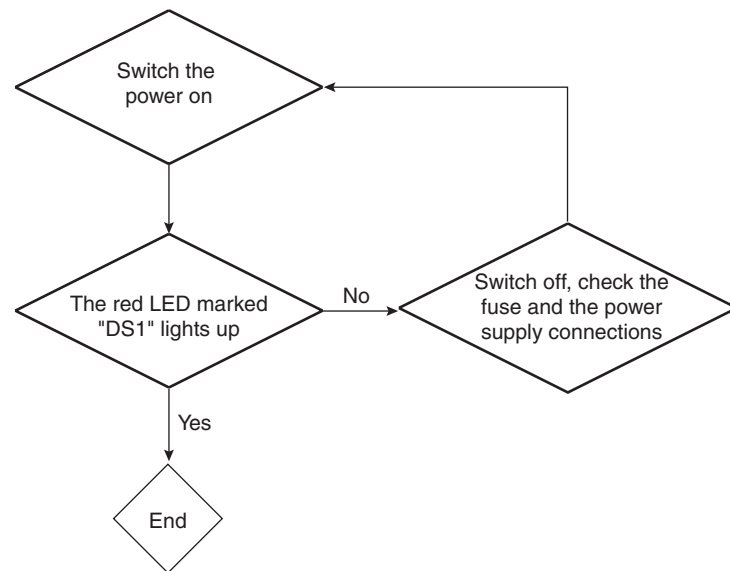 Switch the
power on
The red LED marked
"DS1" lights up
No
Switch off, check the
fuse and the power
supply connections
Yes
End